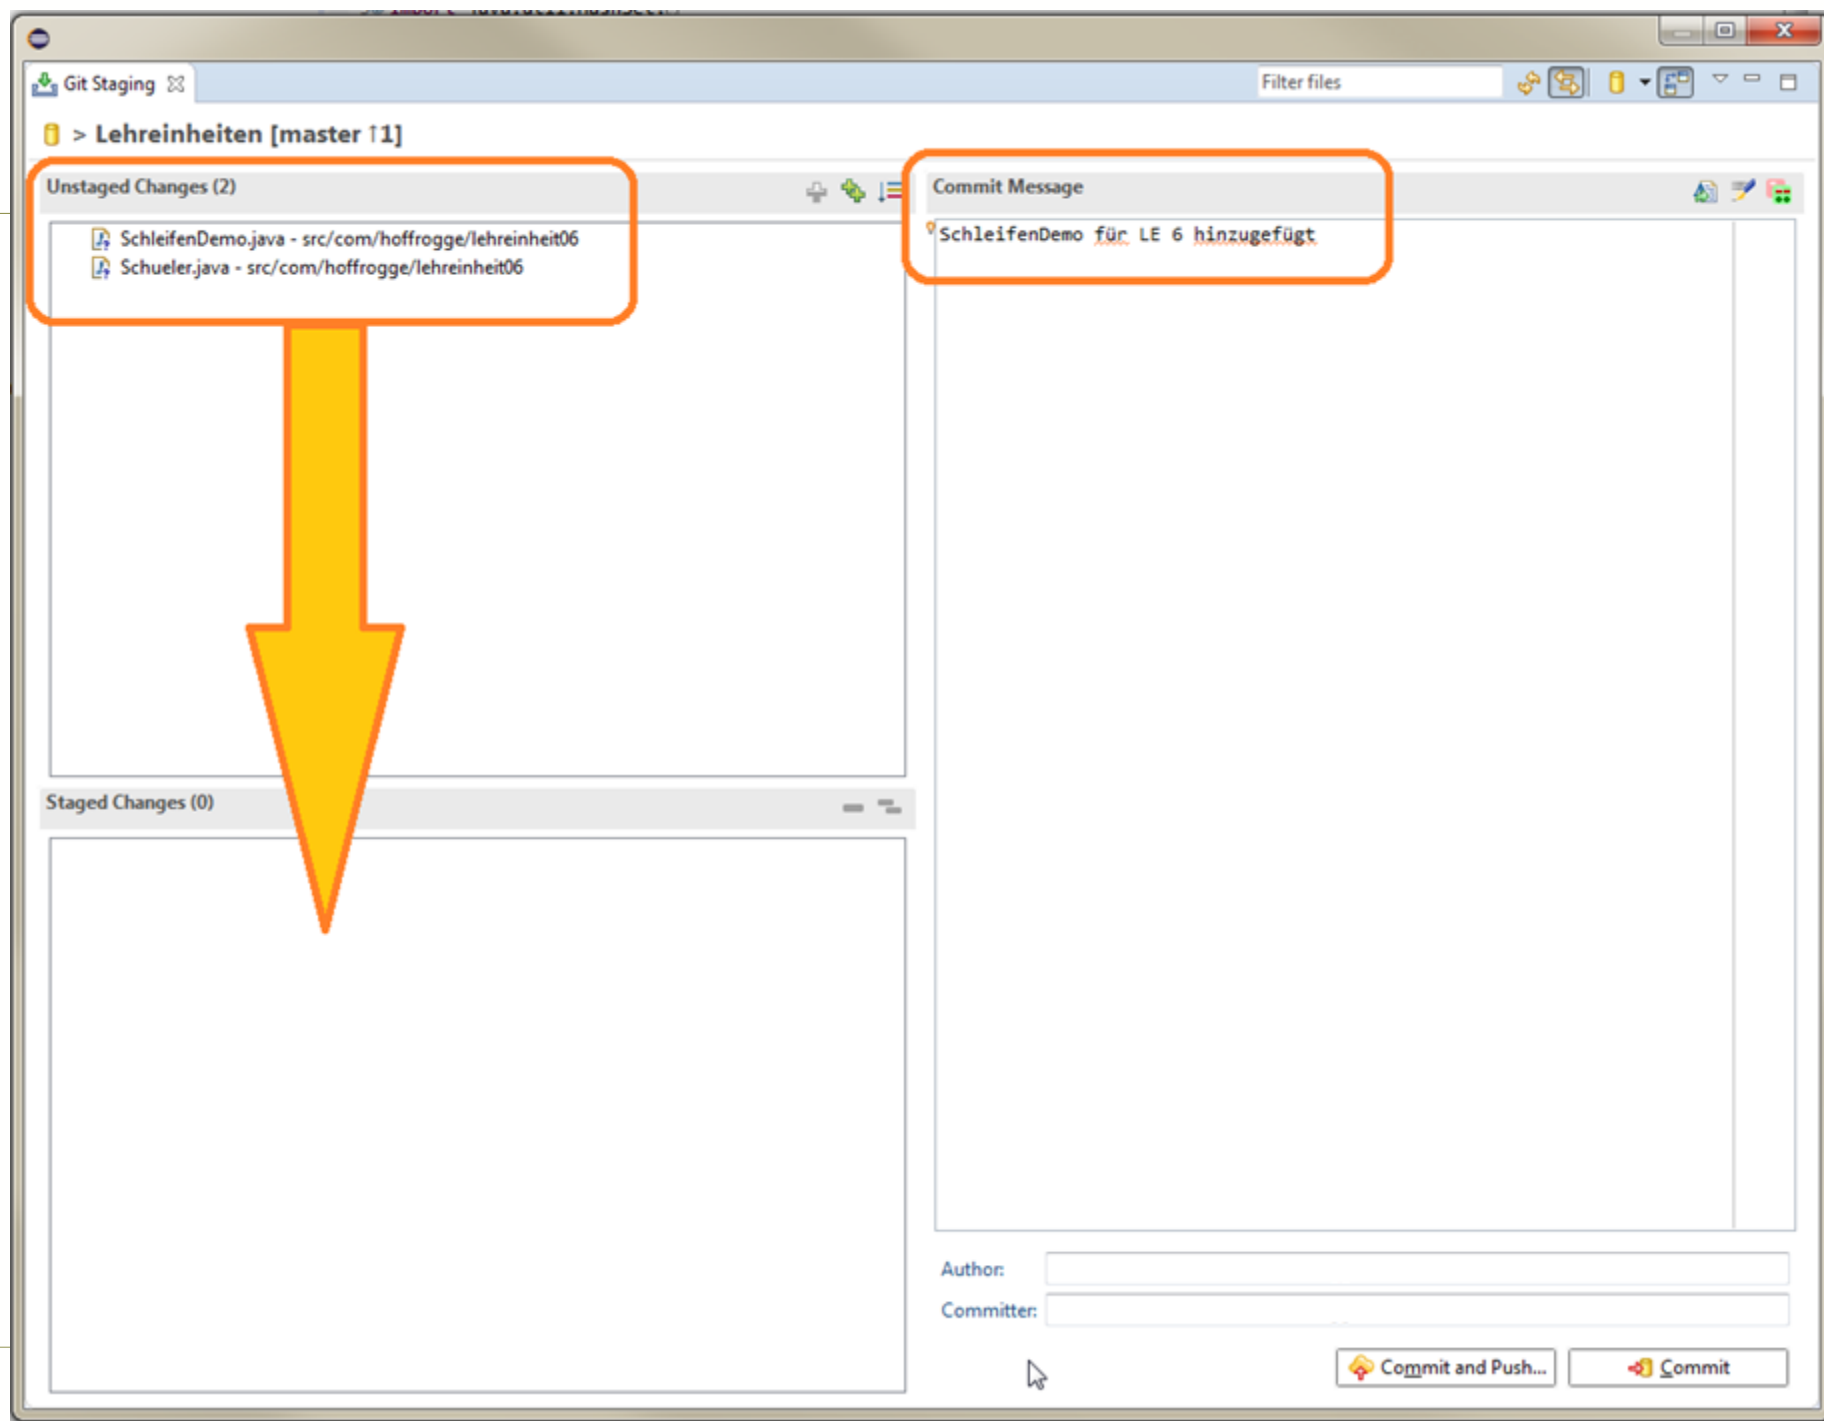 Git Staging
Filter files
> Lehreinheiten [master ↑1]
Unstaged Changes (2)
SchleifenDemo.java - src/com/hoffrogge/lehreinheit06
Schueler.java - src/com/hoffrogge/lehreinheit06
Staged Changes (0)
Commit Message
SchleifenDemo für LE 6 hinzugefügt
Author:
Committer:
Commit and Push...
Commit